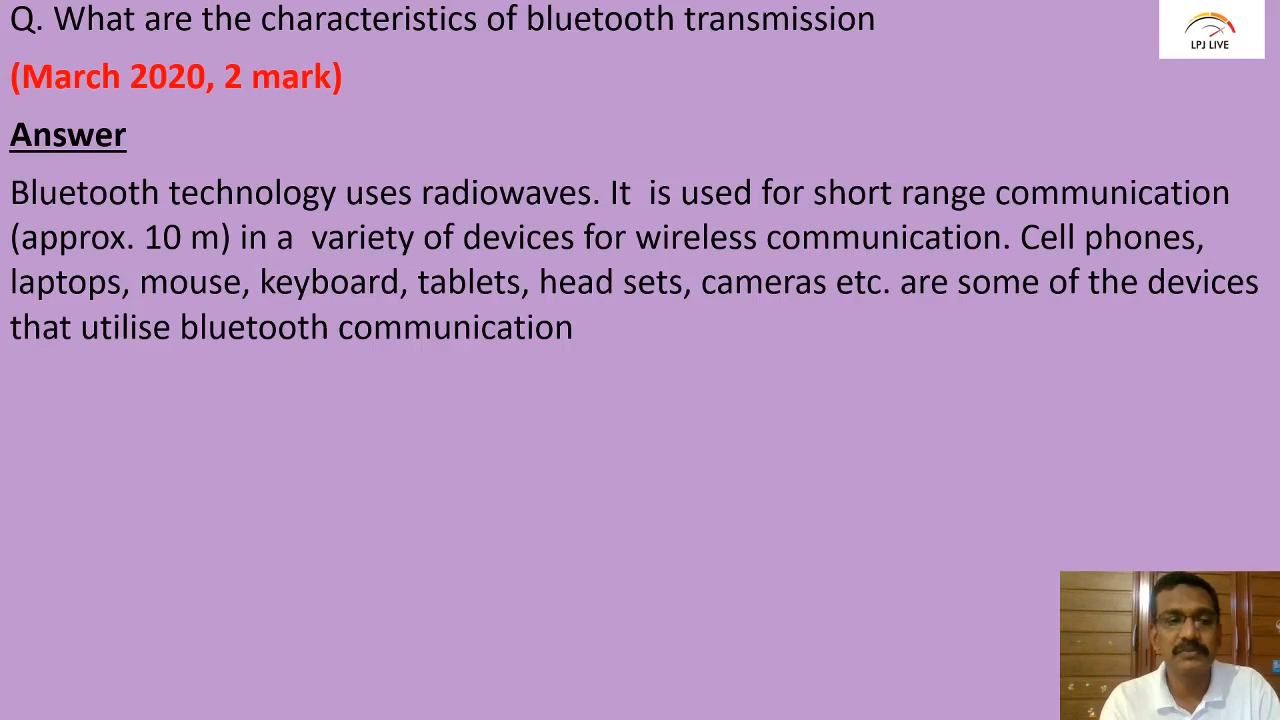 Q. What are the characteristics of bluetooth transmission
LPJ LIVE
(March 2020, 2 mark)
Answer
Bluetooth technology uses radiowaves. It  is used for short range communication
(approx. 10 m) in a  variety of devices for wireless communication. Cell phones,
laptops, mouse, keyboard, tablets, head sets, cameras etc. are some of the devices
that utilise bluetooth communication